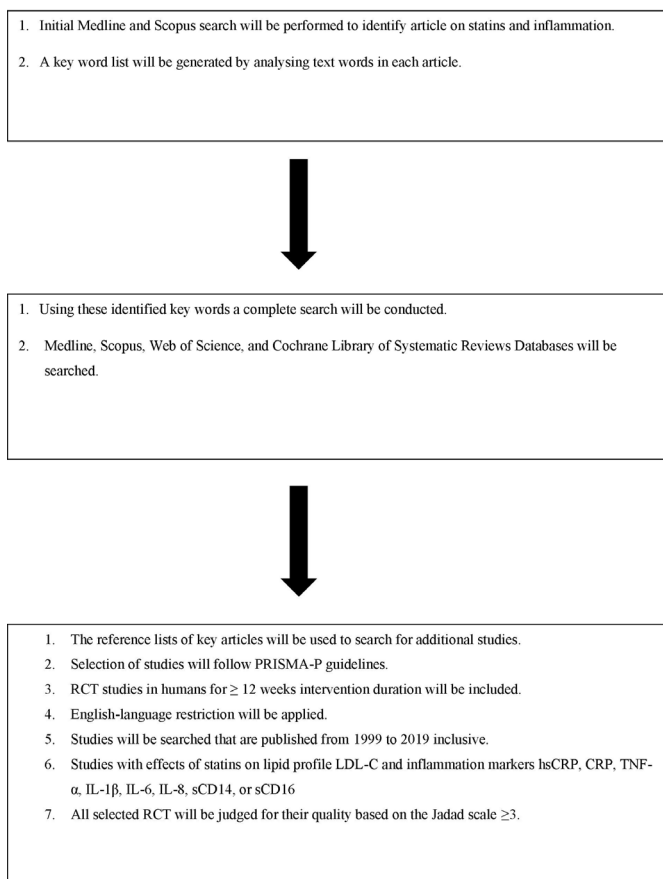 1. Initial Medline and Scopus search will be performed to identify article on statins and inflammation.
2. A key word list will be generated by analysing text words in each article.
1. Using these identified key words a complete search will be conducted.
2. Medline, Scopus, Web of Science, and Cochrane Library of Systematic Reviews Databases will be
searched.
1. The reference lists of key articles will be used to search for additional studies.
2. Selection of studies will follow PRISMA-P guidelines.
3. RCT studies in humans for ≥ 12 weeks intervention duration will be included.
4. English-language restriction will be applied.
5. Studies will be searched that are published from 1999 to 2019 inclusive.
6. Studies with effects of statins on lipid profile LDL-C and inflammation markers hsCRP, CRP, TNF-
α, IL-1β, IL-6, IL-8, sCD14, or sCD16
7. All selected RCT will be judged for their quality based on the Jadad scale ≥3.